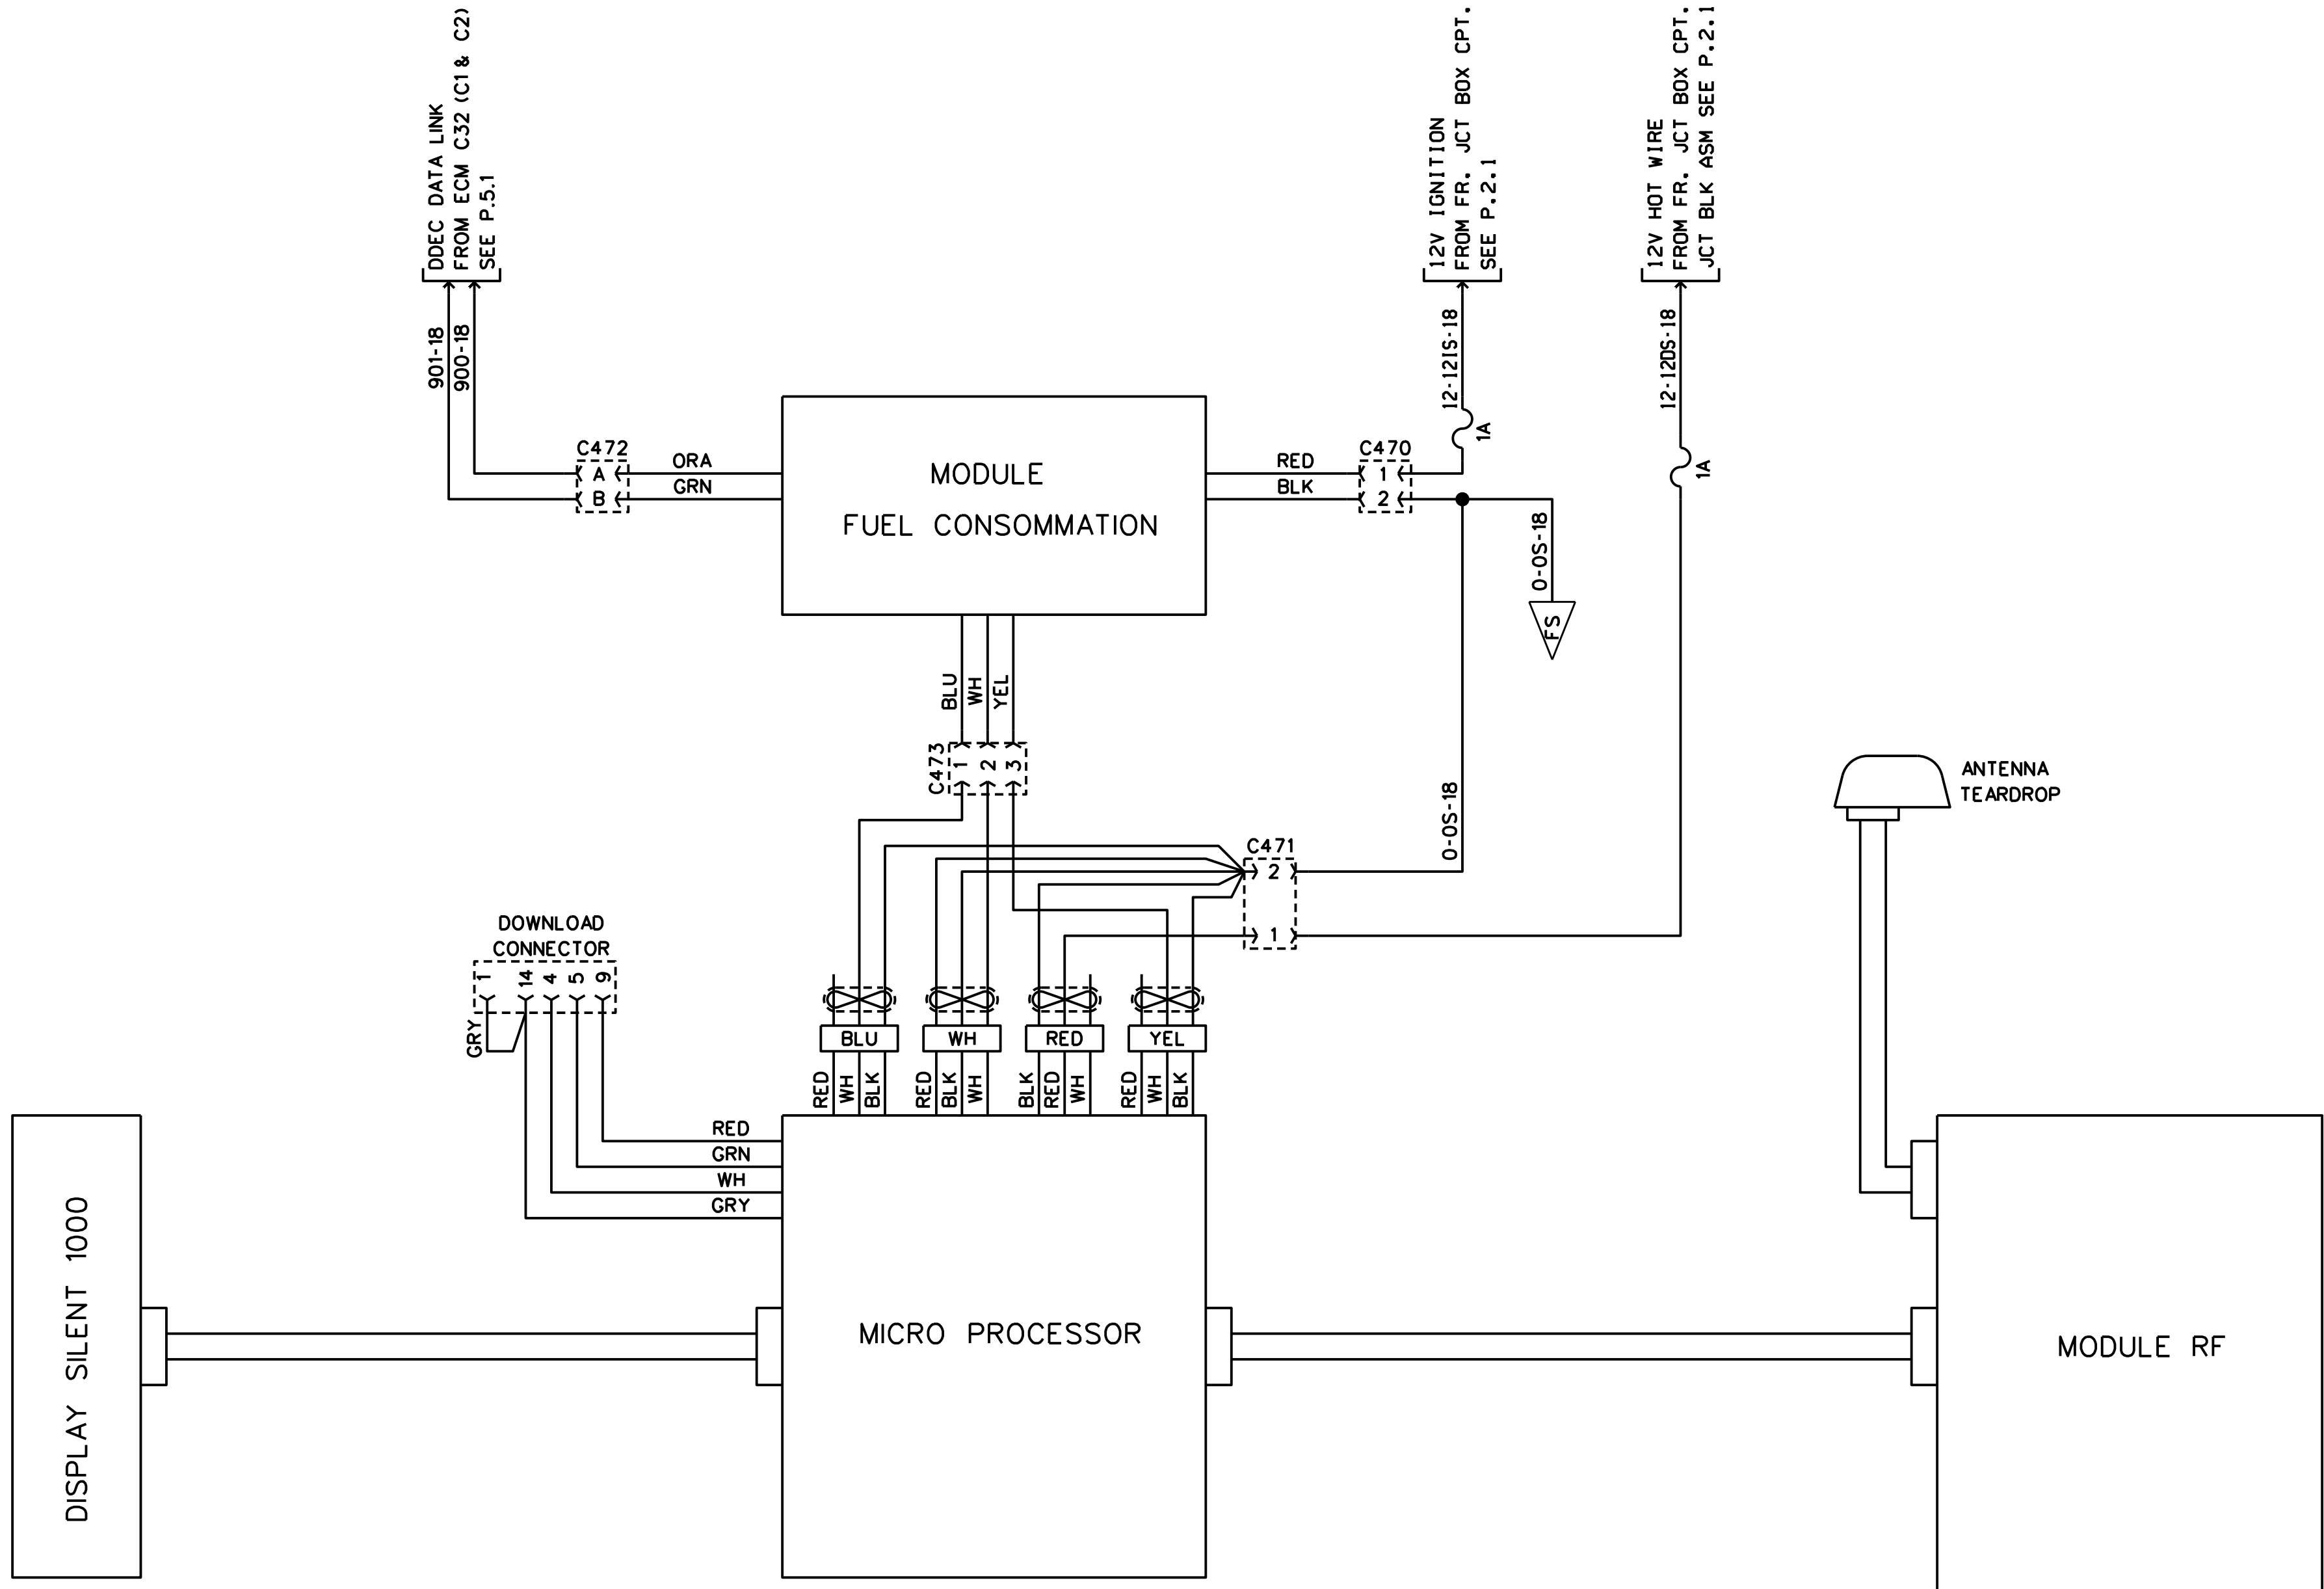 DDEC DATA LINK
FROM ECM C32 (C1 & C2)
SEE P.5.1
12V IGNITION
FROM FR. JCT BOX CPT.
SEE P.2.1
12V HOT WIRE
FROM FR. JCT BOX CPT.
JCT BLK ASM SEE P.2.1
901-18
900-18
12-12IS-18
12-12DS-18
1A
1A
C472
A
B
ORA
GRN
MODULE
FUEL CONSOMMATION
RED
BLK
C470
1
2
0-0S-18
FS
BLU
WH
YEL
C473
1
2
3
0-0S-18
C471
2
1
ANTENNA
TEARDROP
DOWNLOAD
CONNECTOR
1
14
4
5
9
GRY
BLU
WH
RED
YEL
RED
WH
BLK
RED
BLK
WH
BLK
RED
WH
RED
WH
BLK
RED
GRN
WH
GRY
DISPLAY SILENT 1000
MICRO PROCESSOR
MODULE RF